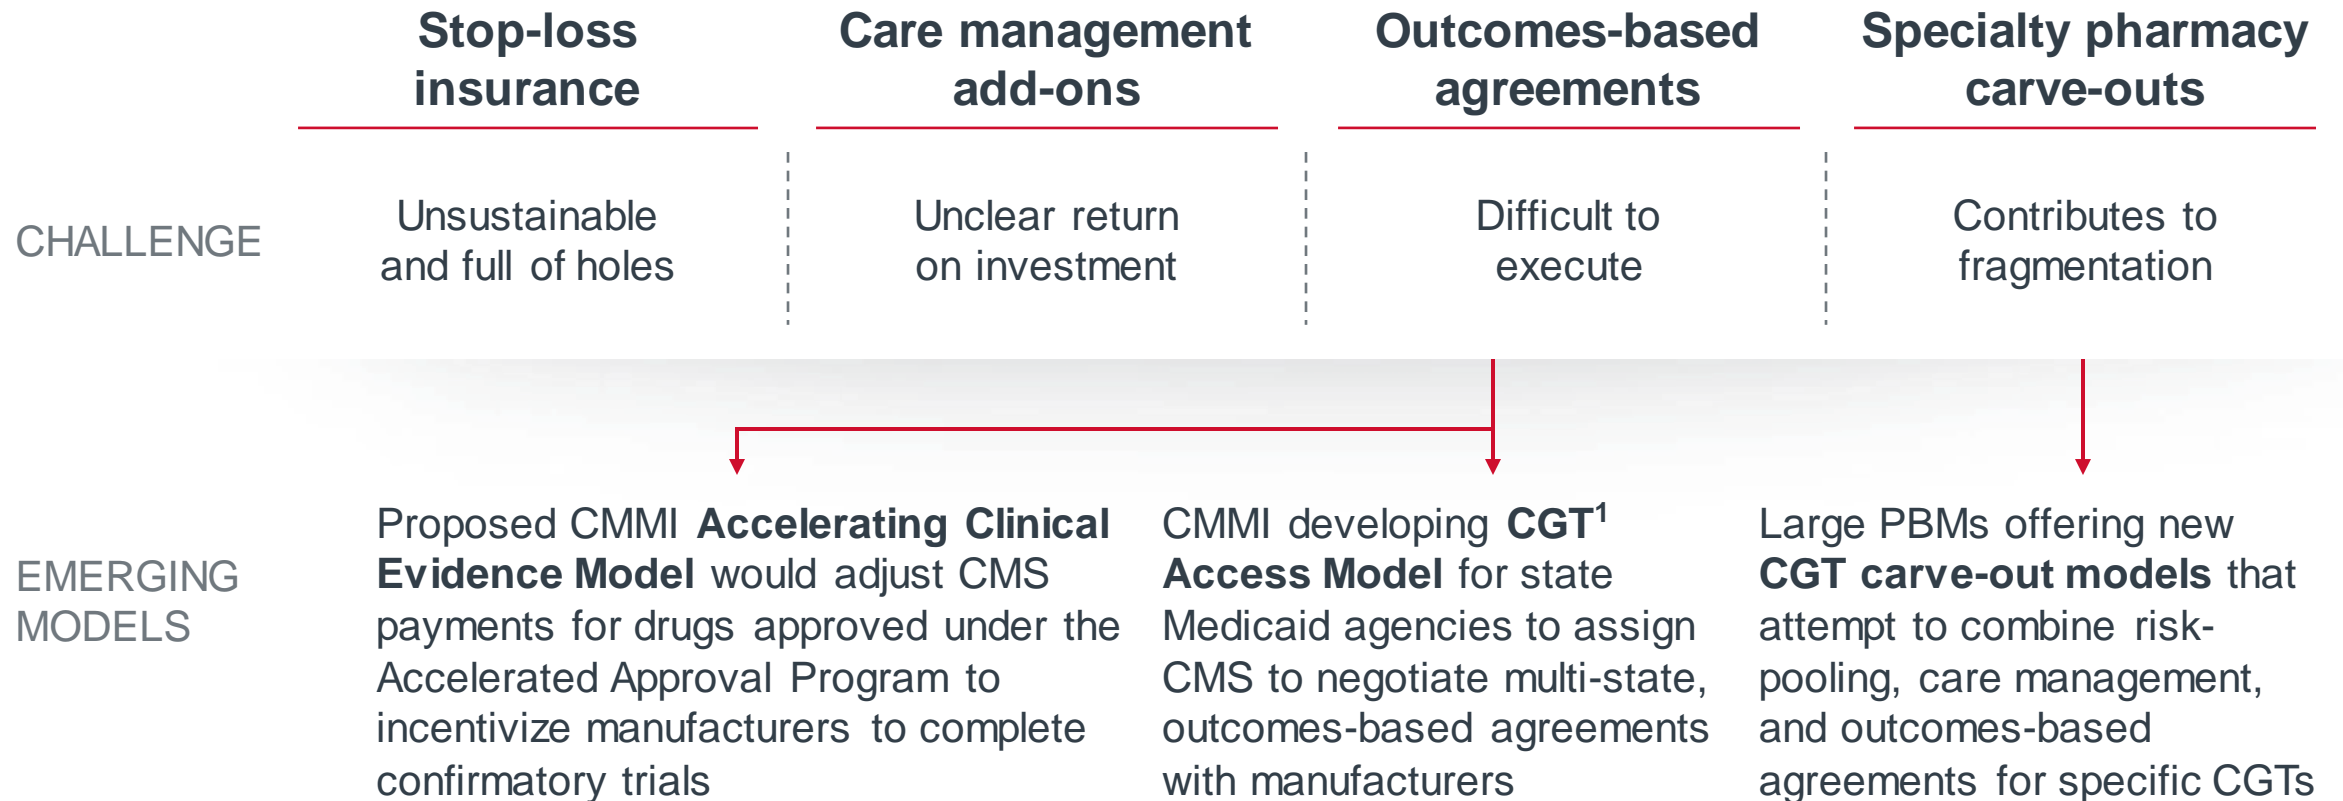 Stop-loss
insurance
Care management
add-ons
Outcomes-based
agreements
Specialty pharmacy
carve-outs
CHALLENGE
Unsustainable
and full of holes
Unclear return
on investment
Difficult to
execute
Contributes to
fragmentation
EMERGING
MODELS
Proposed CMMI Accelerating Clinical
Evidence Model would adjust CMS
payments for drugs approved under the
Accelerated Approval Program to
incentivize manufacturers to complete
confirmatory trials
CMMI developing CGT¹
Access Model for state
Medicaid agencies to assign
CMS to negotiate multi-state,
outcomes-based agreements
with manufacturers
Large PBMs offering new
CGT carve-out models that
attempt to combine risk-
pooling, care management,
and outcomes-based
agreements for specific CGTs